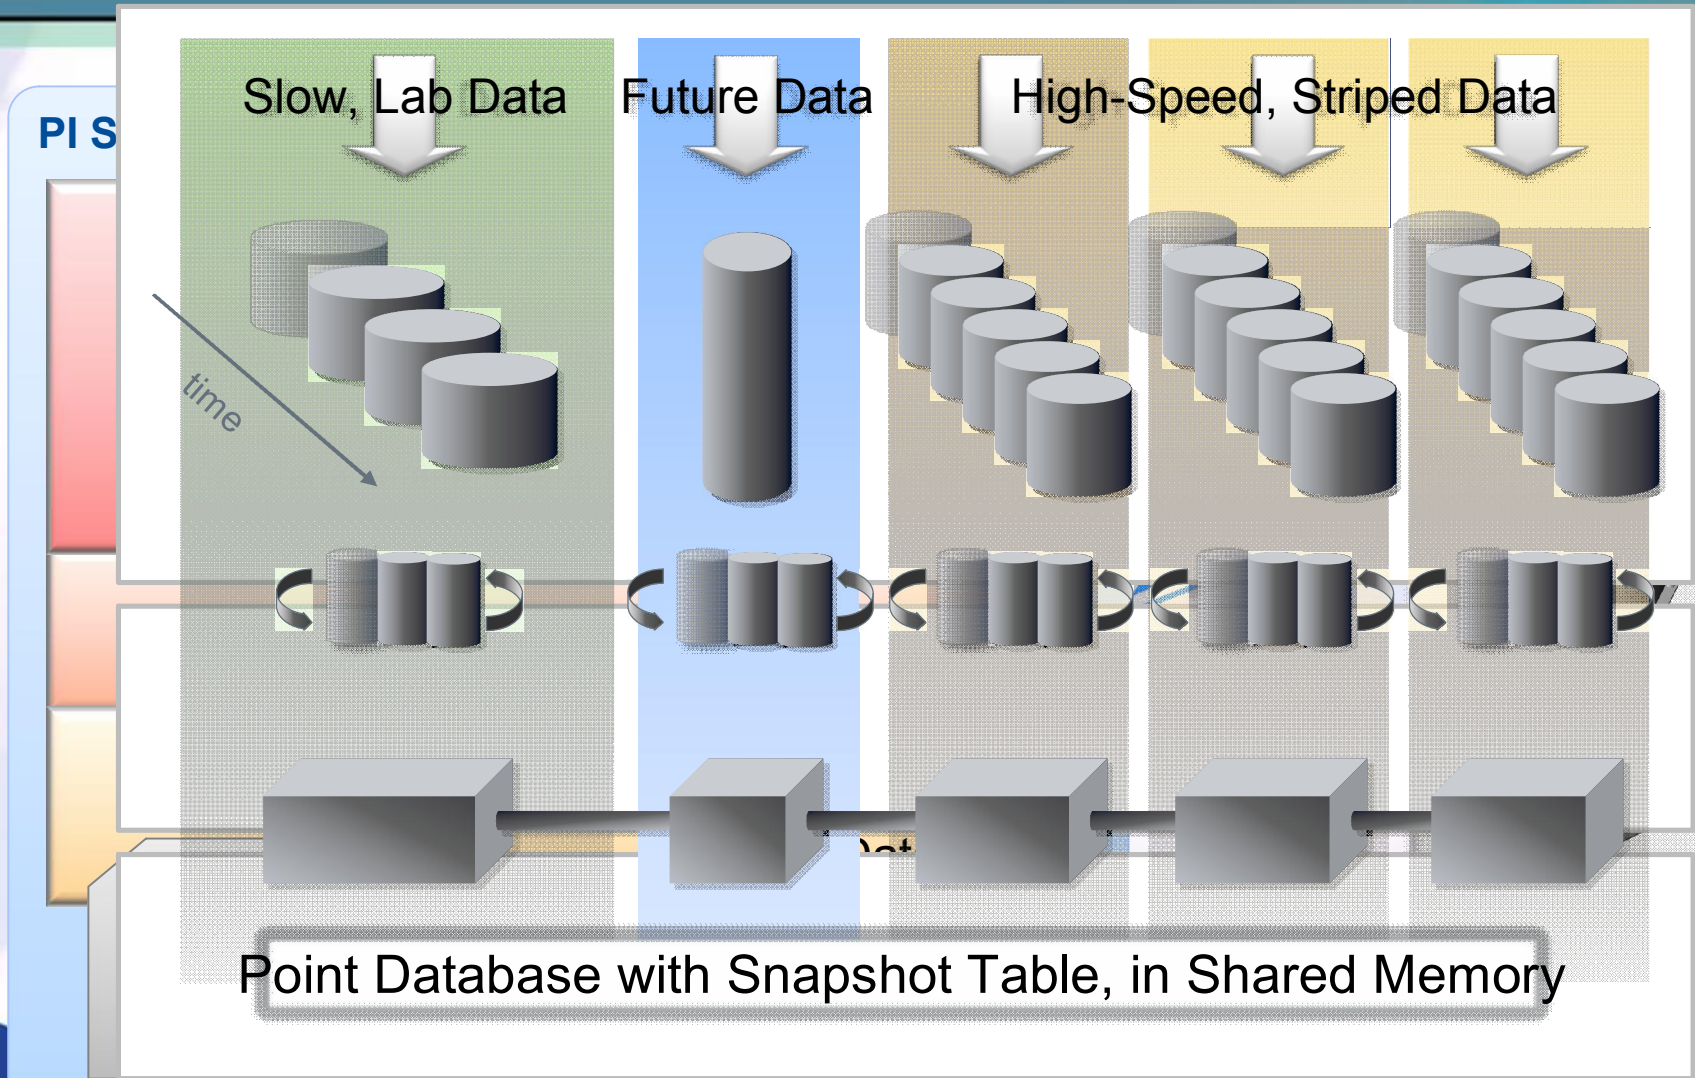 Slow, Lab Data
Future Data
High-Speed, Striped Data
PI S
time
Point Database with Snapshot Table, in Shared Memory